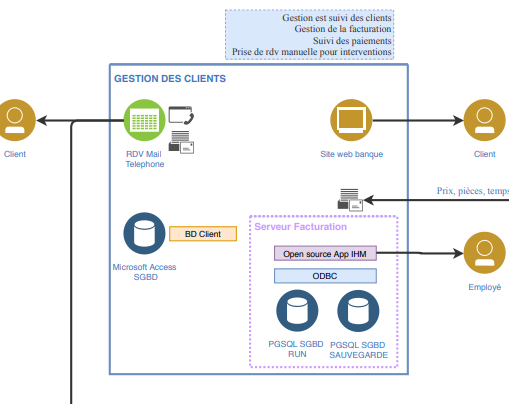 Gestion est suivi des clients
Gestion de la facturation
Suivi des paiements
Prise de rdv manuelle pour interventions
GESTION DES CLIENTS
Client
RDV Mail
Telephone
Site web banque
Client
Prix, pièces, temps
Serveur Facturation
BD Client
Open source App IHM
Microsoft Access
SGBD
ODBC
Employé
PGSQL SGBD
RUN
PGSQL SGBD
SAUVEGARDE